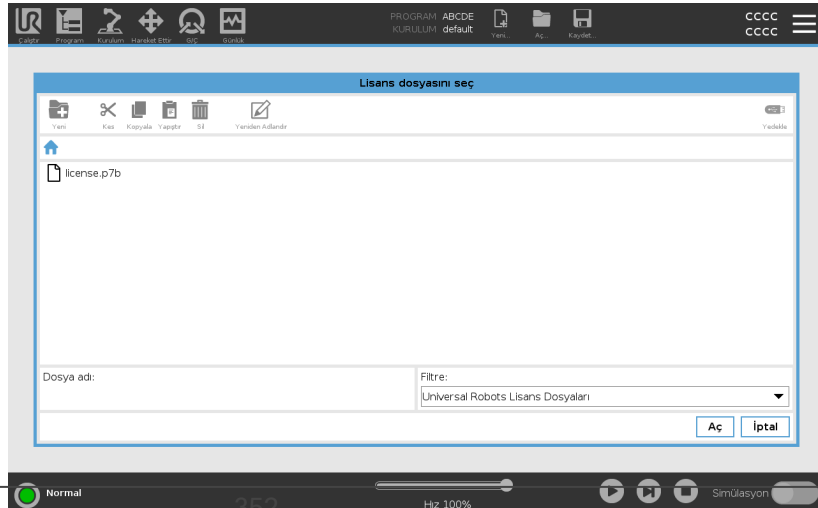 PROGRAM ABCDE
KURULUM default
CCCC
CCCC
Çalıştır Program Kurulum Hareket Ettir G/Ç Günlük
Yeni... Aç... Kaydet...
Lisans dosyasını seç
Yeni Kes Kopyala Yapıştır Sil Yeniden Adlandır Yedekle
license.p7b
Dosya adı: Filtre:
Universal Robots Lisans Dosyaları
Aç İptal
Normal
352
Hız 100%
Simülasyon